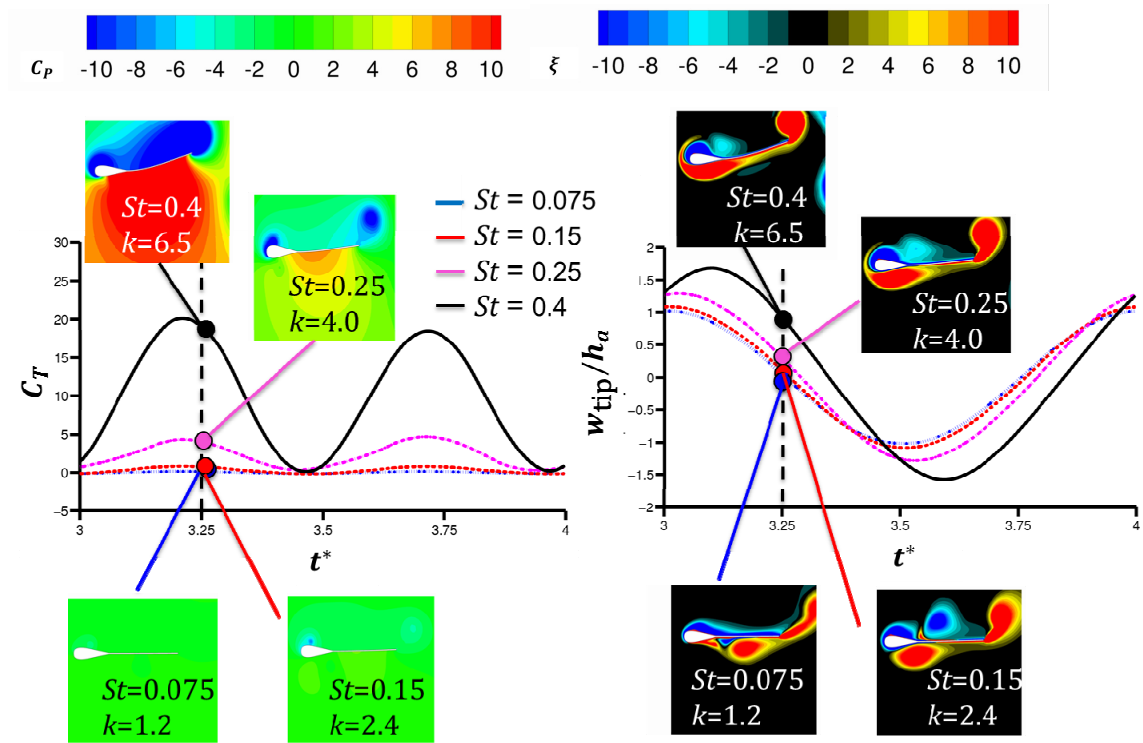 C_P -10 -8 -6 -4 -2 0 2 4 6 8 10
ξ -10 -8 -6 -4 -2 0 2 4 6 8 10
St=0.4
k=6.5
St=0.25
k=4.0
St = 0.075
St = 0.15
St = 0.25
St = 0.4
C_T
30
25
20
15
10
5
0
−5
3 3.25 3.5 3.75 4
t*
St=0.075
k=1.2
St=0.15
k=2.4
St=0.4
k=6.5
St=0.25
k=4.0
w_tip/h_a
2
1.5
1
0.5
0
−0.5
−1
−1.5
−2
3 3.25 3.5 3.75 4
t*
St=0.075
k=1.2
St=0.15
k=2.4